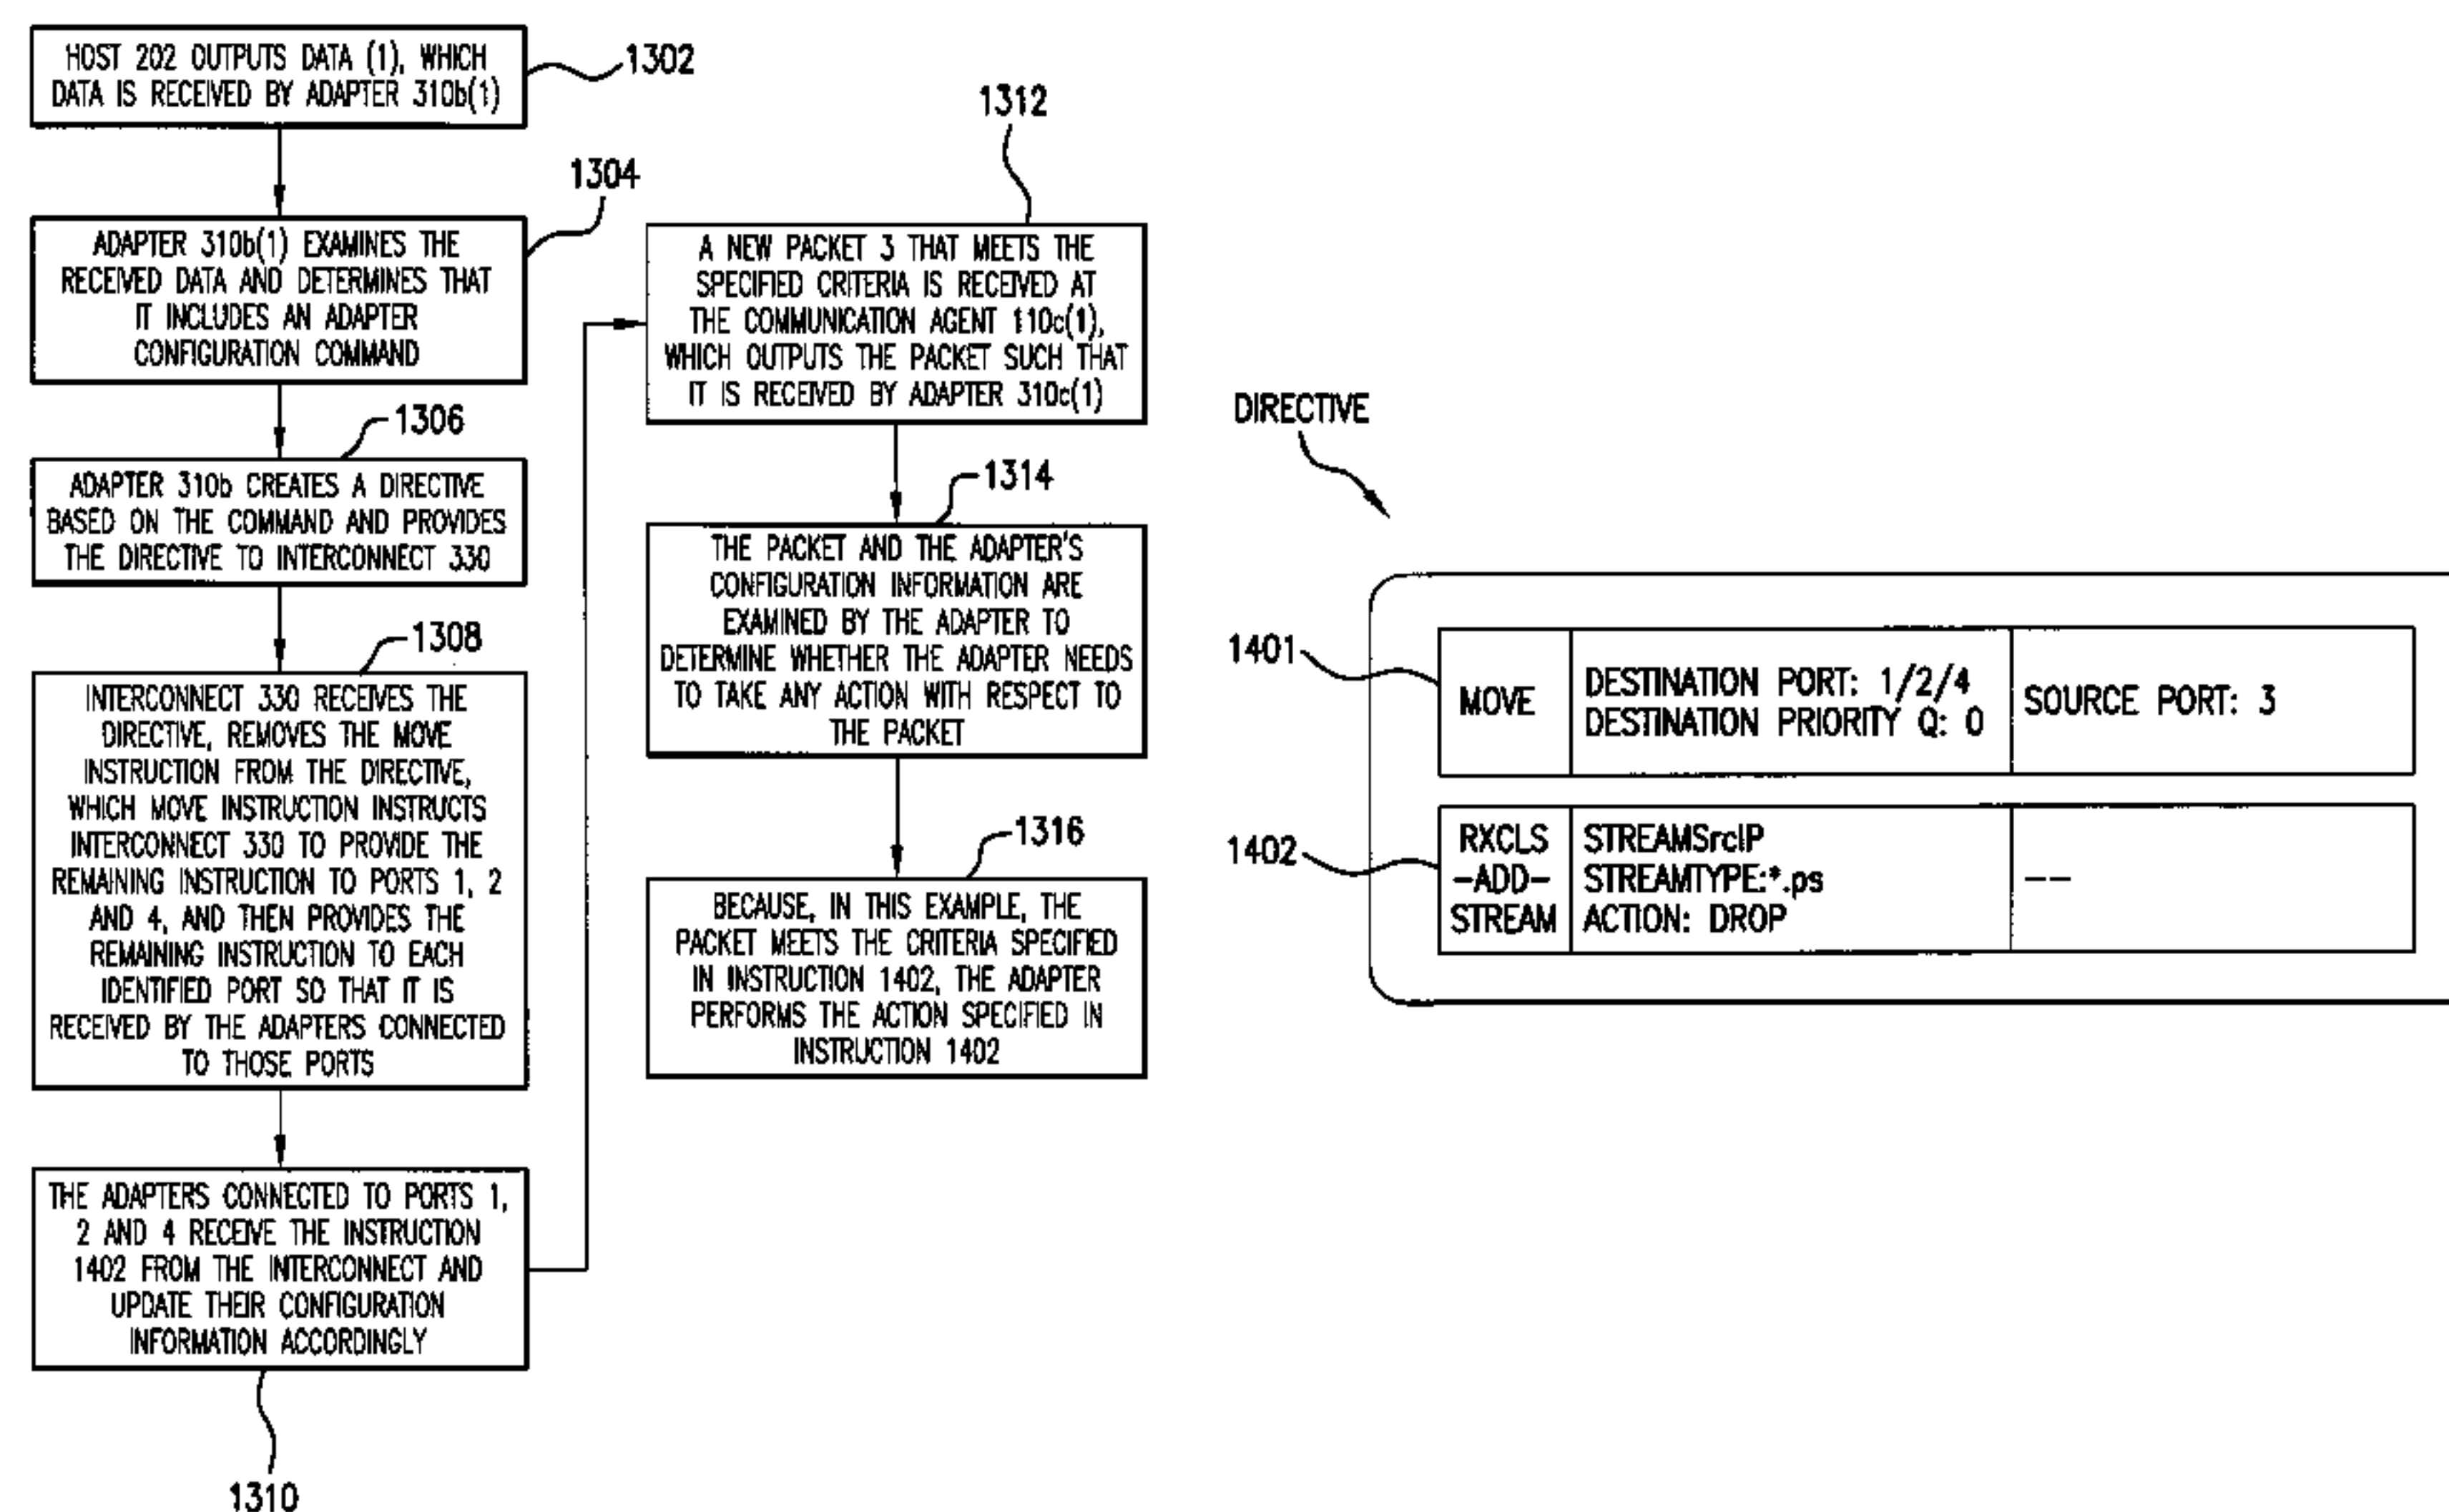 HOST 202 OUTPUTS DATA (1), WHICH
DATA IS RECEIVED BY ADAPTER 310b(1)
1302
ADAPTER 310b(1) EXAMINES THE
RECEIVED DATA AND DETERMINES THAT
IT INCLUDES AN ADAPTER
CONFIGURATION COMMAND
1304
ADAPTER 310b CREATES A DIRECTIVE
BASED ON THE COMMAND AND PROVIDES
THE DIRECTIVE TO INTERCONNECT 330
1306
INTERCONNECT 330 RECEIVES THE
DIRECTIVE, REMOVES THE MOVE
INSTRUCTION FROM THE DIRECTIVE,
WHICH MOVE INSTRUCTION INSTRUCTS
INTERCONNECT 330 TO PROVIDE THE
REMAINING INSTRUCTION TO PORTS 1, 2
AND 4, AND THEN PROVIDES THE
REMAINING INSTRUCTION TO EACH
IDENTIFIED PORT SO THAT IT IS
RECEIVED BY THE ADAPTERS CONNECTED
TO THOSE PORTS
1308
THE ADAPTERS CONNECTED TO PORTS 1,
2 AND 4 RECEIVE THE INSTRUCTION
1402 FROM THE INTERCONNECT AND
UPDATE THEIR CONFIGURATION
INFORMATION ACCORDINGLY
1310
1312
A NEW PACKET 3 THAT MEETS THE
SPECIFIED CRITERIA IS RECEIVED AT
THE COMMUNICATION AGENT 110c(1),
WHICH OUTPUTS THE PACKET SUCH THAT
IT IS RECEIVED BY ADAPTER 310c(1)
1314
THE PACKET AND THE ADAPTER'S
CONFIGURATION INFORMATION ARE
EXAMINED BY THE ADAPTER TO
DETERMINE WHETHER THE ADAPTER NEEDS
TO TAKE ANY ACTION WITH RESPECT TO
THE PACKET
1316
BECAUSE, IN THIS EXAMPLE, THE
PACKET MEETS THE CRITERIA SPECIFIED
IN INSTRUCTION 1402, THE ADAPTER
PERFORMS THE ACTION SPECIFIED IN
INSTRUCTION 1402
DIRECTIVE
1401
MOVE
DESTINATION PORT: 1/2/4
DESTINATION PRIORITY Q: 0
SOURCE PORT: 3
1402
RXCLS
-ADD-
STREAM
STREAMSrcIP
STREAMTYPE:*.ps
ACTION: DROP
--